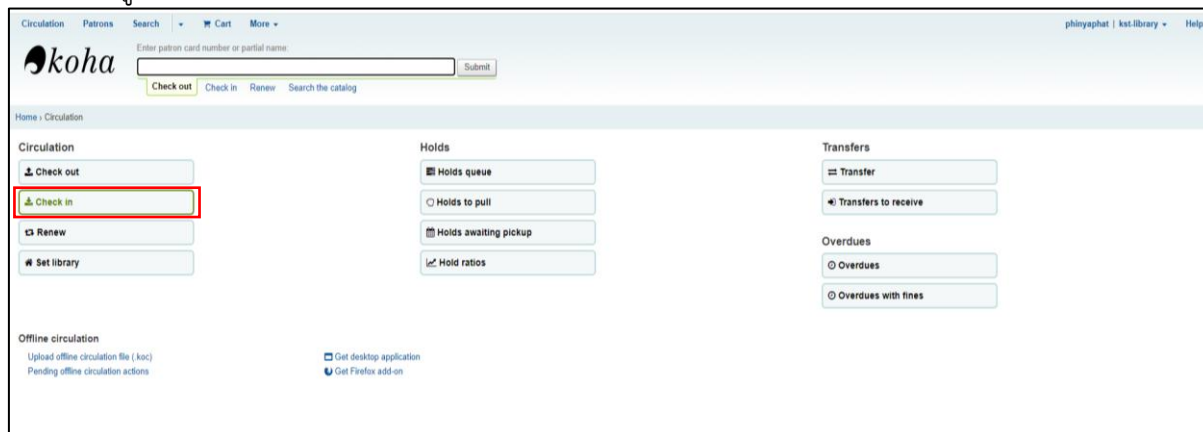 Circulation Patrons Search Cart More phinyaphat | kst-library Help
koha
Enter patron card number or partial name:
Submit
Check out Check in Renew Search the catalog
Home › Circulation
Circulation
Check out
Check in
Renew
Set library
Holds
Holds queue
Holds to pull
Holds awaiting pickup
Hold ratios
Transfers
Transfer
Transfers to receive
Overdues
Overdues
Overdues with fines
Offline circulation
Upload offline circulation file (.koc)
Pending offline circulation actions
Get desktop application
Get Firefox add-on